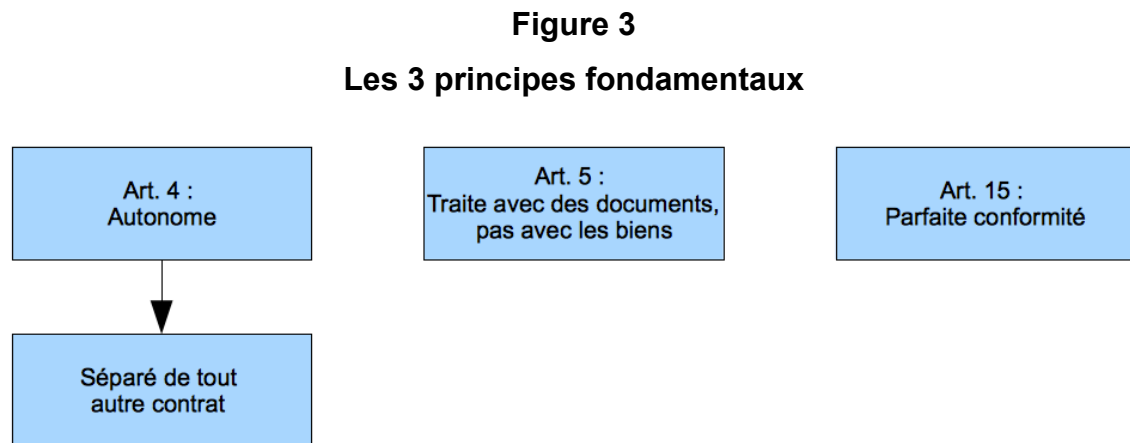 Figure 3
Les 3 principes fondamentaux
Art. 4 :
Autonome
Art. 5 :
Traite avec des documents,
pas avec les biens
Art. 15 :
Parfaite conformité
Séparé de tout
autre contrat